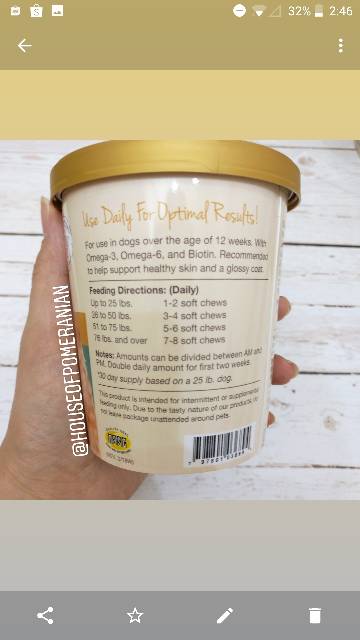 32% 2:46
Use Daily For Optimal Results!
For use in dogs over the age of 12 weeks. With
Omega-3, Omega-6, and Biotin. Recommended
to help support healthy skin and a glossy coat.
Feeding Directions: (Daily)
Up to 25 lbs. 1-2 soft chews
26 to 50 lbs. 3-4 soft chews
51 to 75 lbs. 5-6 soft chews
76 lbs. and over 7-8 soft chews
Notes: Amounts can be divided between AM and
PM. Double daily amount for first two weeks.
*30 day supply based on a 25 lb. dog.
This product is intended for intermittent or supplemental
feeding only. Due to the tasty nature of our products, do
not leave package unattended around pets.
@HOUSEOFPOMERANIAN